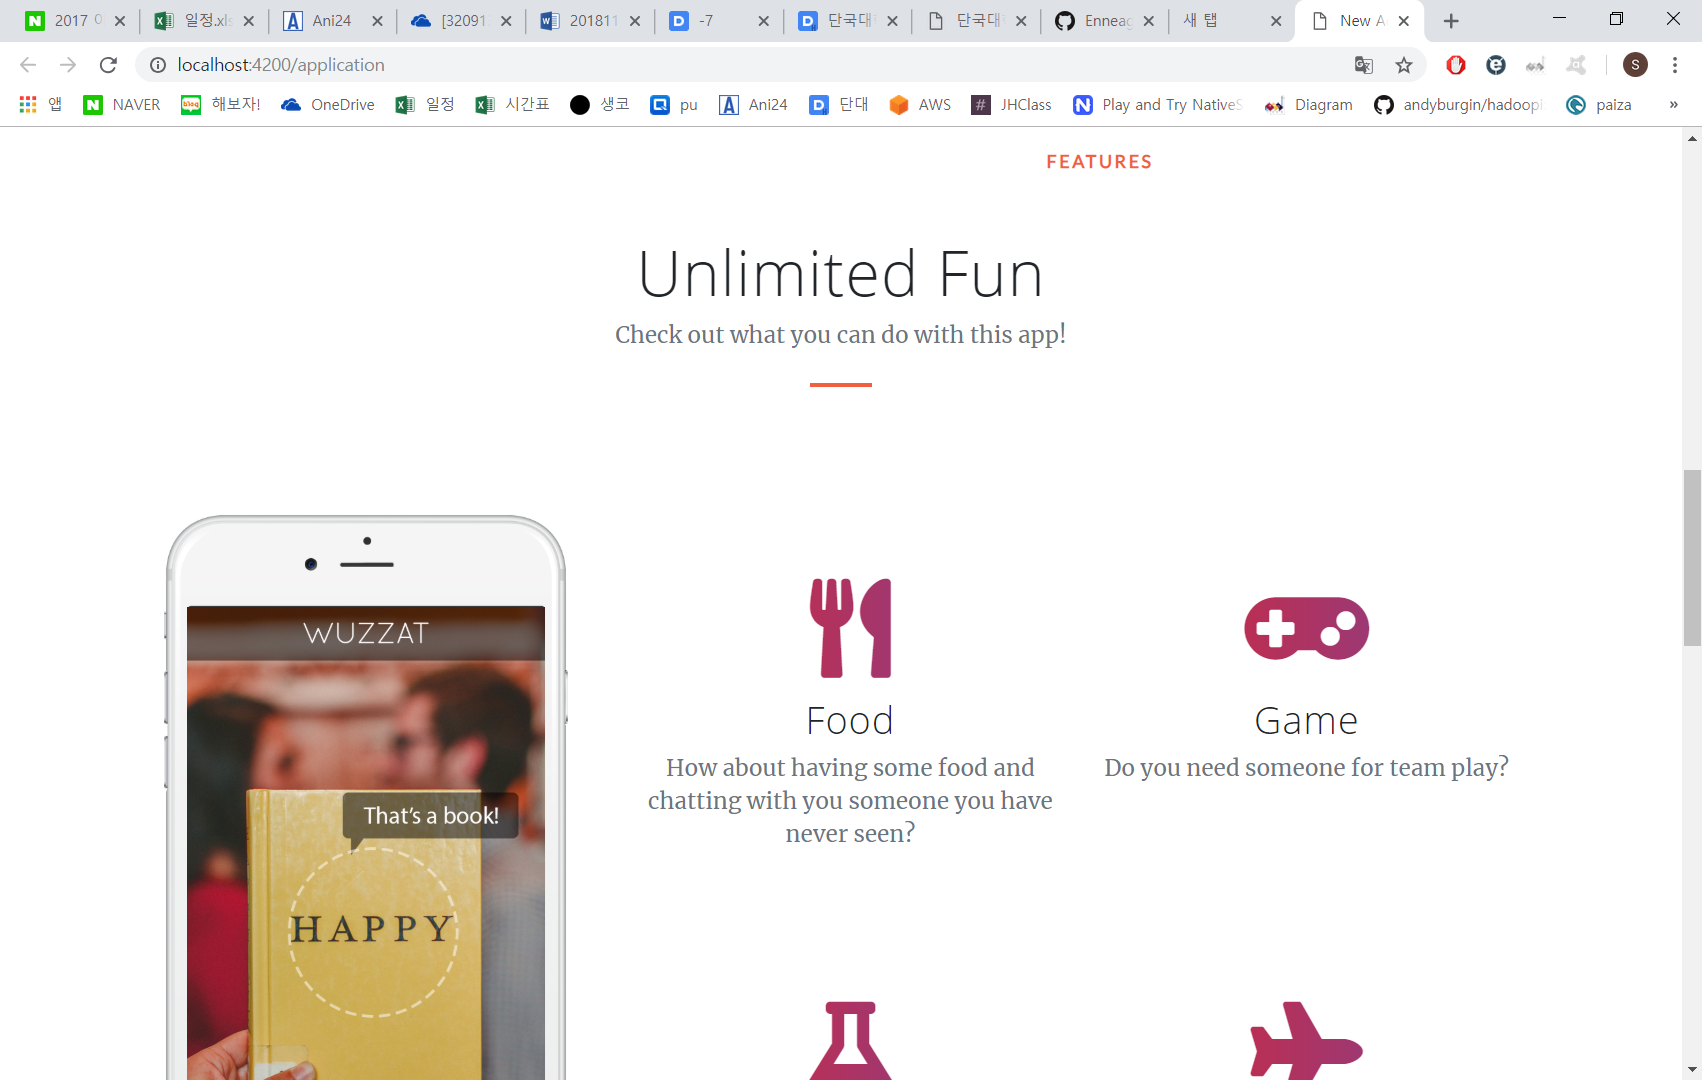 2017
일정.xls
Ani24
[32091
201811
-7
단국대
단국대
Ennea
새 탭
New A
localhost:4200/application
S
앱
NAVER
해보자!
OneDrive
일정
시간표
생코
pu
Ani24
단대
AWS
JHClass
Play and Try NativeS
Diagram
andyburgin/hadoopi
paiza
»
FEATURES
Unlimited Fun
Check out what you can do with this app!
WUZZAT
That's a book!
HAPPY
Food
How about having some food and
chatting with you someone you have
never seen?
Game
Do you need someone for team play?